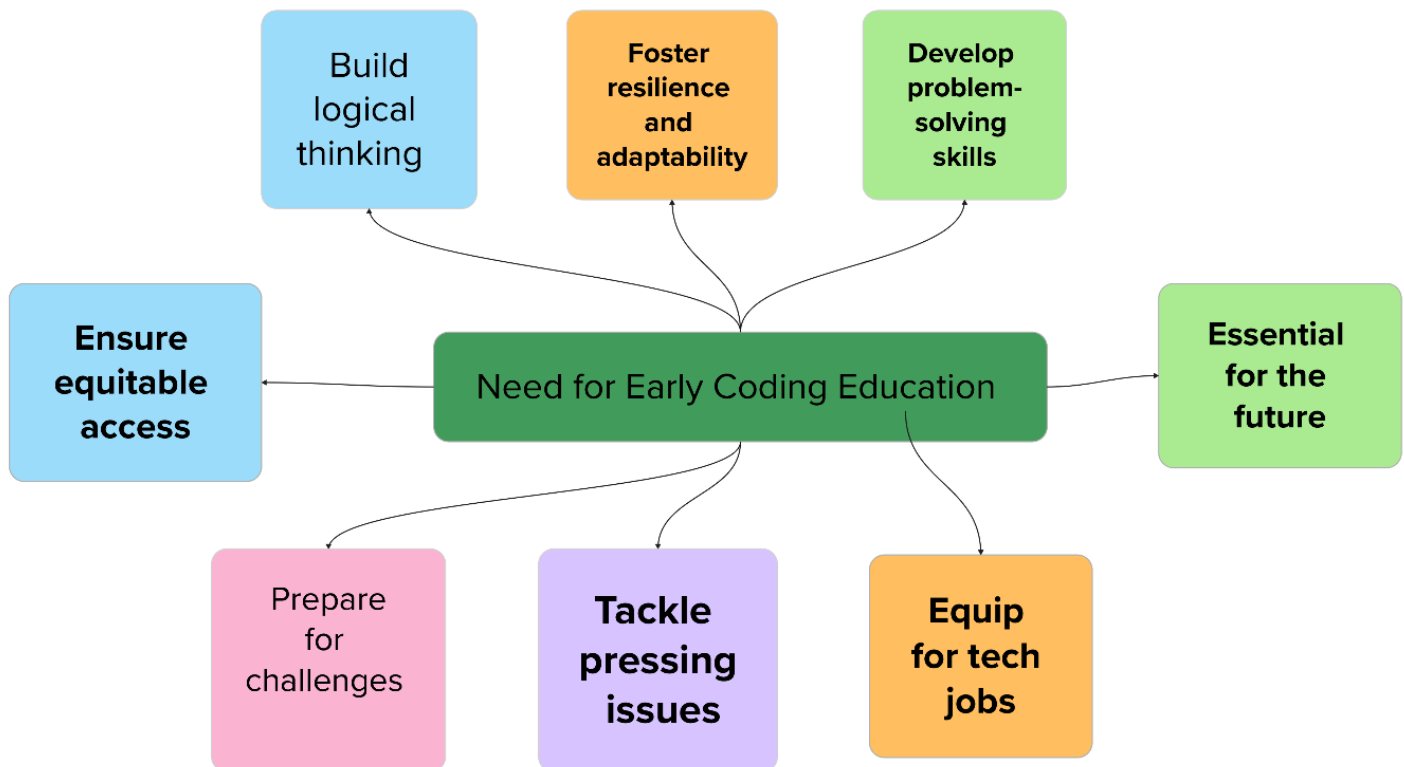 Build
logical
thinking
Foster
resilience
and
adaptability
Develop
problem-
solving
skills
Ensure
equitable
access
Need for Early Coding Education
Essential
for the
future
Prepare
for
challenges
Tackle
pressing
issues
Equip
for tech
jobs